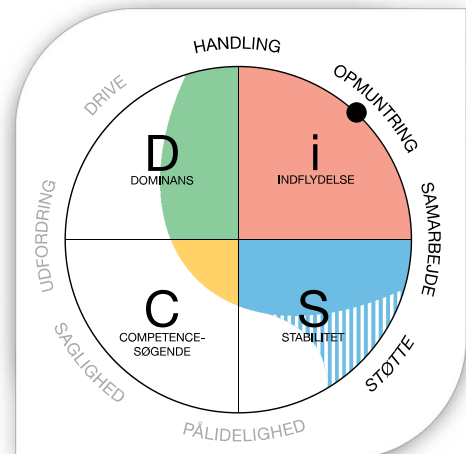 HANDLING
OPMUNTRING
DRIVE
D
DOMINANS
i
INDFLYDELSE
UDFORDRING
SAMARBEJDE
C
COMPETENCE-
SØGENDE
S
STABILITET
SAGLIGHED
STØTTE
PÅLIDELIGHED